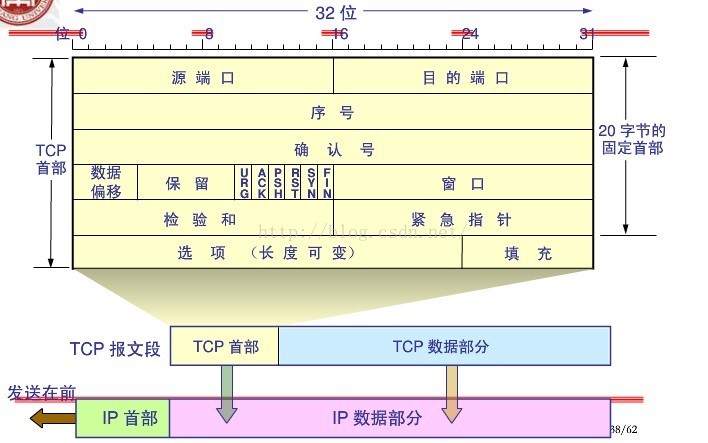 ANG UNIVERS
32 位
位 0 8 16 24 31
源 端 口 目 的 端 口
序 号
TCP
首部
确 认 号
20 字节的
固定首部
数据
偏移
保 留
URG
ACK
PSH
RST
SYN
FIN
窗 口
检 验 和 紧 急 指 针
http://blog.csdn.net/
选 项 （长 度 可 变） 填 充
TCP 报文段 TCP 首部 TCP 数据部分
发送在前
IP 首部 IP 数据部分
38/62